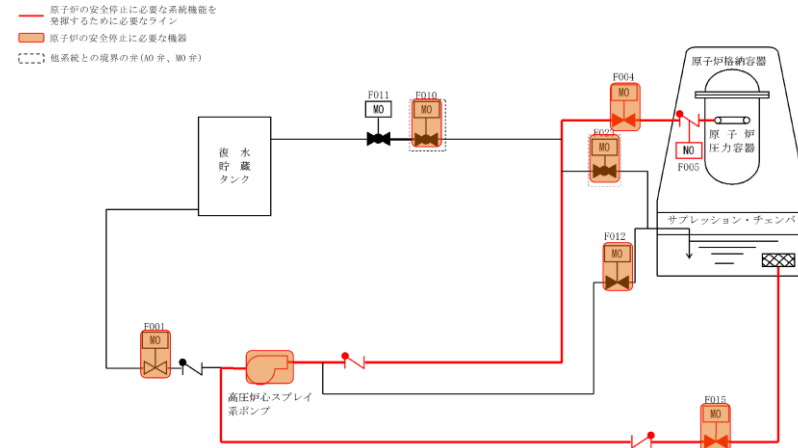 原子炉の安全停止に必要な系統機能を
発揮するために必要なライン
原子炉の安全停止に必要な機器
他系統との境界の弁(AO 弁、MO 弁)
F011
MO
F010
MO
F004
MO
原子炉格納容器
原 子 炉
圧力容器
NO
F005
F023
MO
復 水
貯 蔵
タンク
サプレッション・チェンバ
F012
MO
F001
MO
高圧炉心スプレイ
系ポンプ
F015
MO